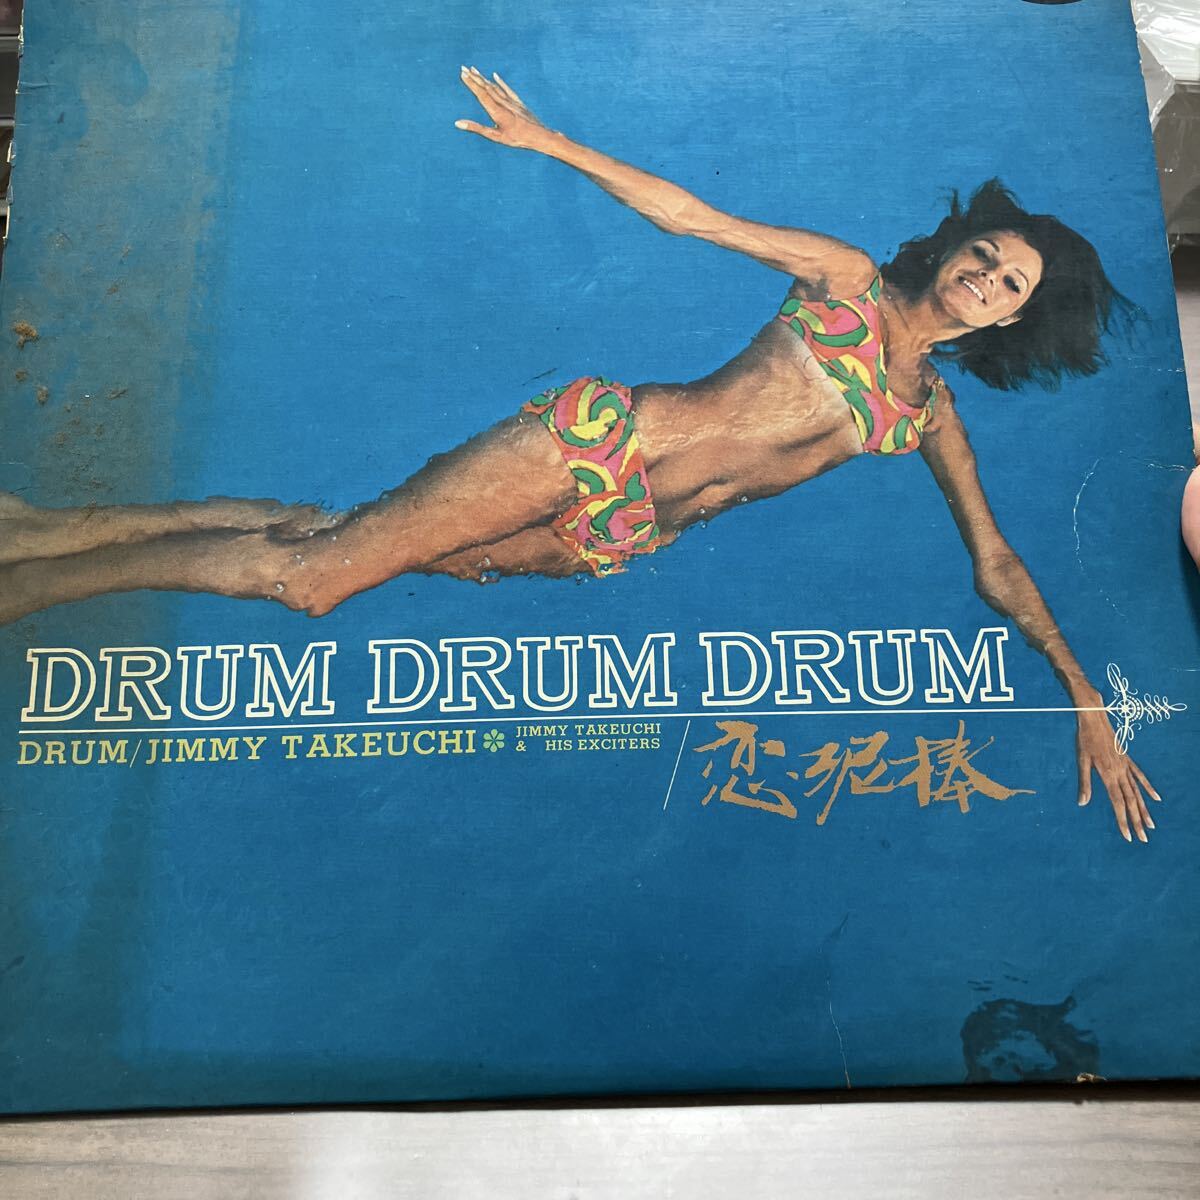 DRUM DRUM DRUM
DRUM/JIMMY TAKEUCHI✽ JIMMY TAKEUCHI
& HIS EXCITERS
/恋泥棒